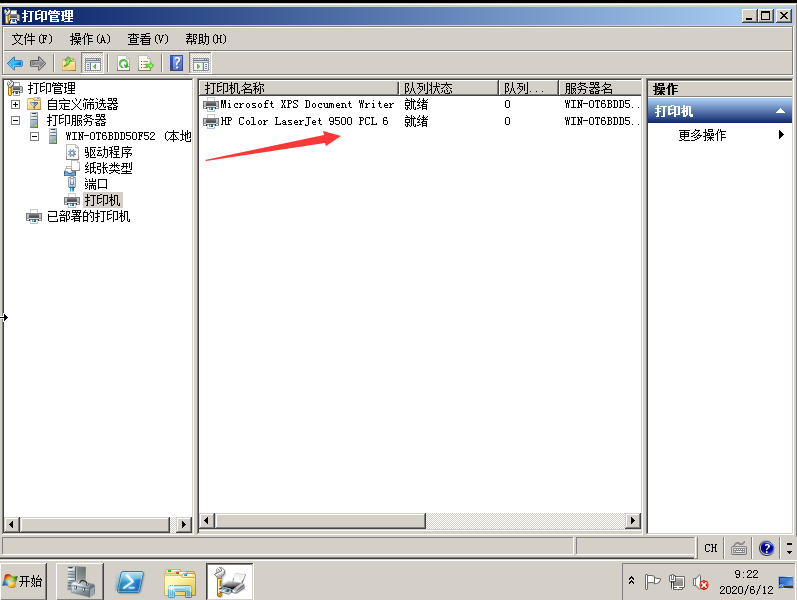 打印管理
文件(F) 操作(A) 查看(V) 帮助(H)
打印管理
自定义筛选器
打印服务器
WIN-OT6BDD5OF52 (本地
驱动程序
纸张类型
端口
打印机
已部署的打印机
打印机名称 队列状态 队列... 服务器名
Microsoft XPS Document Writer 就绪 0 WIN-OT6BDD5..
HP Color LaserJet 9500 PCL 6 就绪 0 WIN-OT6BDD5..
操作
打印机
更多操作
CH
开始
9:22
2020/6/12